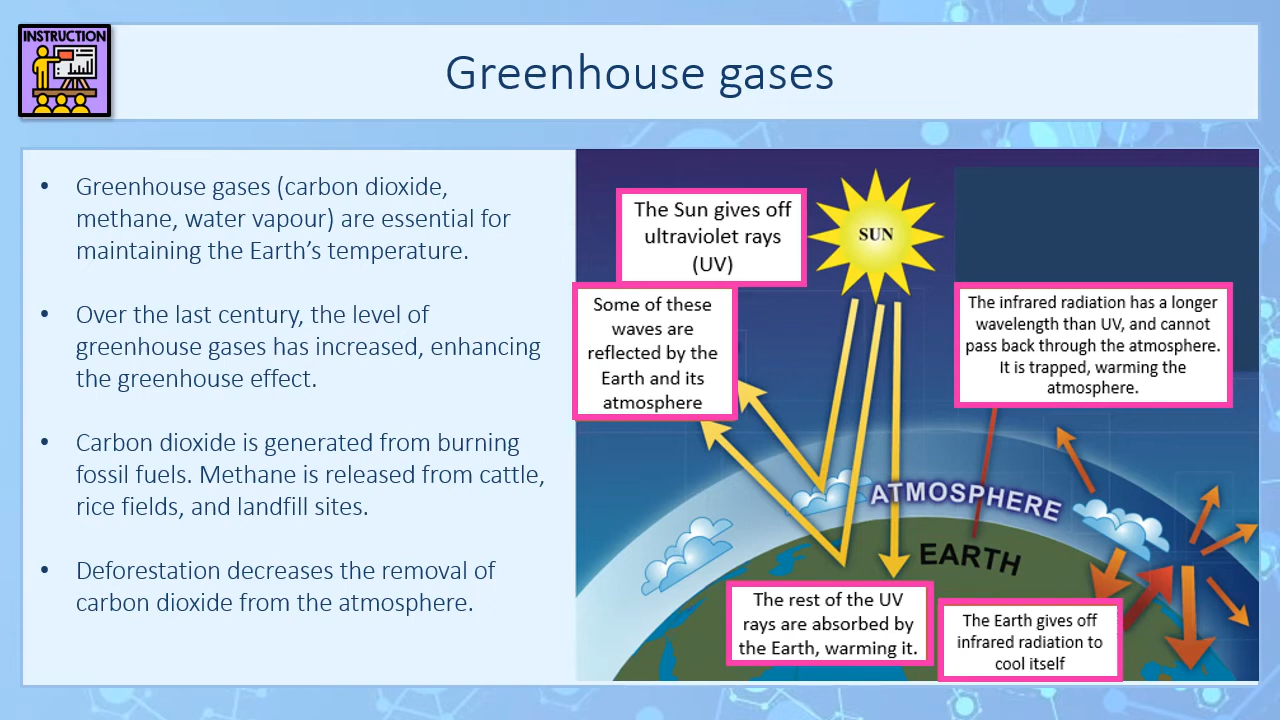 INSTRUCTION
Greenhouse gases
• Greenhouse gases (carbon dioxide,
methane, water vapour) are essential for
maintaining the Earth’s temperature.
• Over the last century, the level of
greenhouse gases has increased, enhancing
the greenhouse effect.
• Carbon dioxide is generated from burning
fossil fuels. Methane is released from cattle,
rice fields, and landfill sites.
• Deforestation decreases the removal of
carbon dioxide from the atmosphere.
The Sun gives off
ultraviolet rays
(UV)
SUN
Some of these
waves are
reflected by the
Earth and its
atmosphere
The infrared radiation has a longer
wavelength than UV, and cannot
pass back through the atmosphere.
It is trapped, warming the
atmosphere.
ATMOSPHERE
EARTH
The rest of the UV
rays are absorbed by
the Earth, warming it.
The Earth gives off
infrared radiation to
cool itself